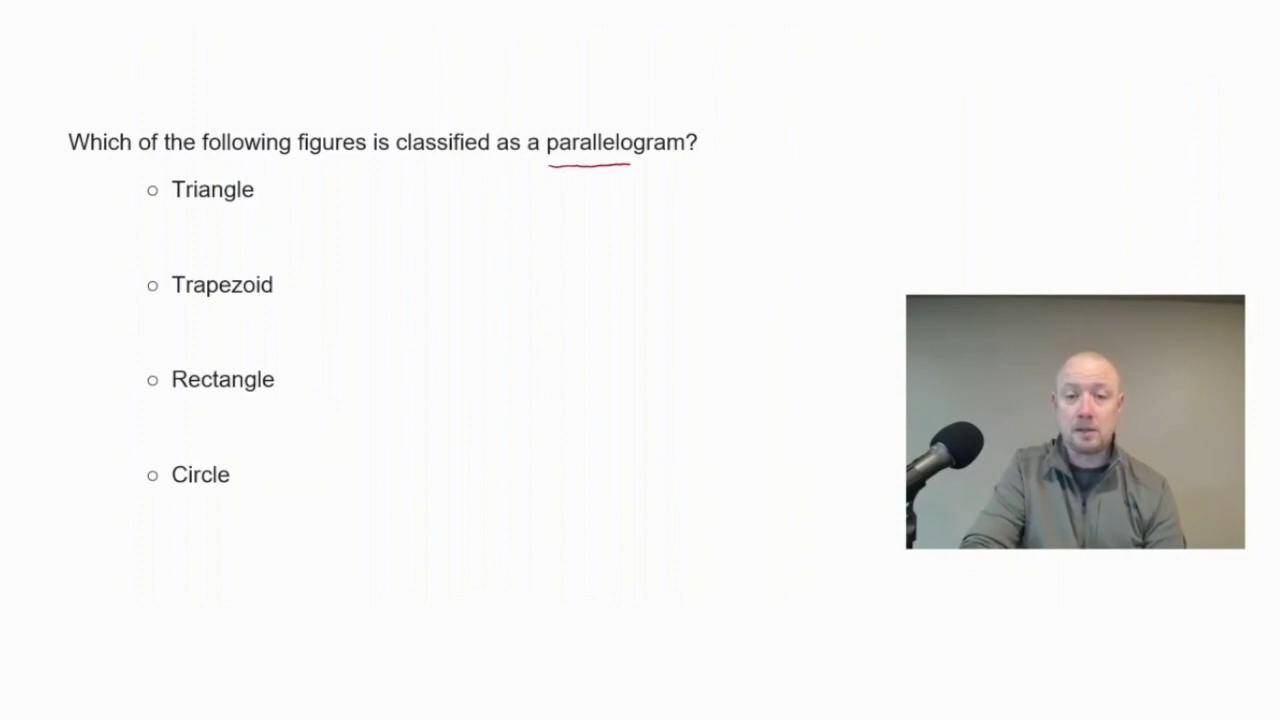 Which of the following figures is classified as a parallelogram?
Triangle
Trapezoid
Rectangle
Circle